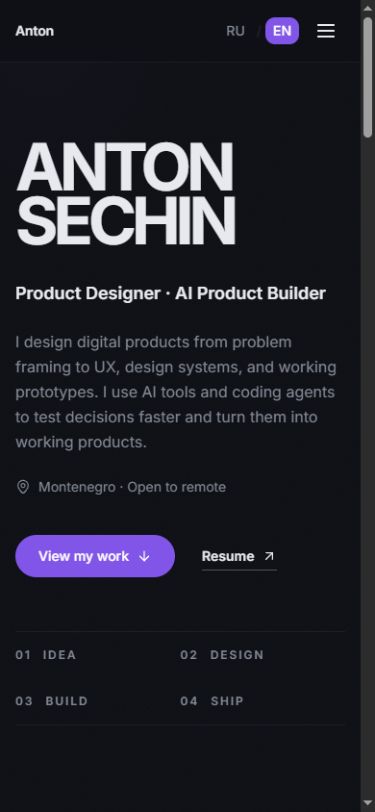 Anton
RU / EN
ANTON
SECHIN
Product Designer · AI Product Builder
I design digital products from problem
framing to UX, design systems, and working
prototypes. I use AI tools and coding agents
to test decisions faster and turn them into
working products.
Montenegro · Open to remote
View my work ↓
Resume ↗
01 IDEA
02 DESIGN
03 BUILD
04 SHIP